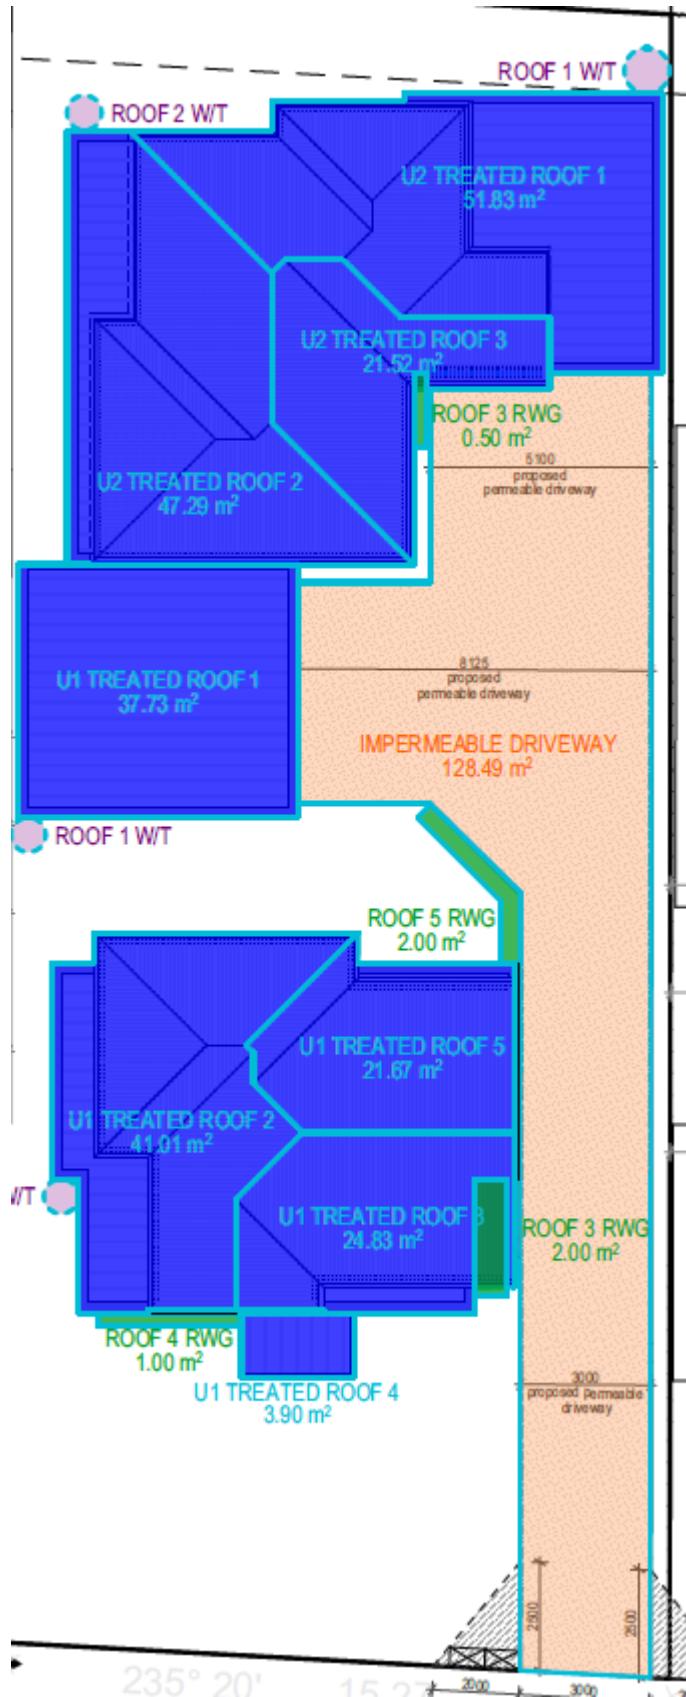 ROOF 1 W/T
ROOF 2 W/T
U2 TREATED ROOF 1
51.83 m²
U2 TREATED ROOF 3
21.52 m²
ROOF 3 RWG
0.50 m²
5100
proposed
permeable driveway
U2 TREATED ROOF 2
47.29 m²
8125
proposed
permeable driveway
U1 TREATED ROOF 1
37.73 m²
IMPERMEABLE DRIVEWAY
128.49 m²
ROOF 1 W/T
ROOF 5 RWG
2.00 m²
U1 TREATED ROOF 5
21.67 m²
U1 TREATED ROOF 2
41.01 m²
W/T
U1 TREATED ROOF 3
24.83 m²
ROOF 3 RWG
2.00 m²
ROOF 4 RWG
1.00 m²
U1 TREATED ROOF 4
3.90 m²
3000
proposed permeable
driveway
2500
2500
235° 20'
15.27
2000
3000